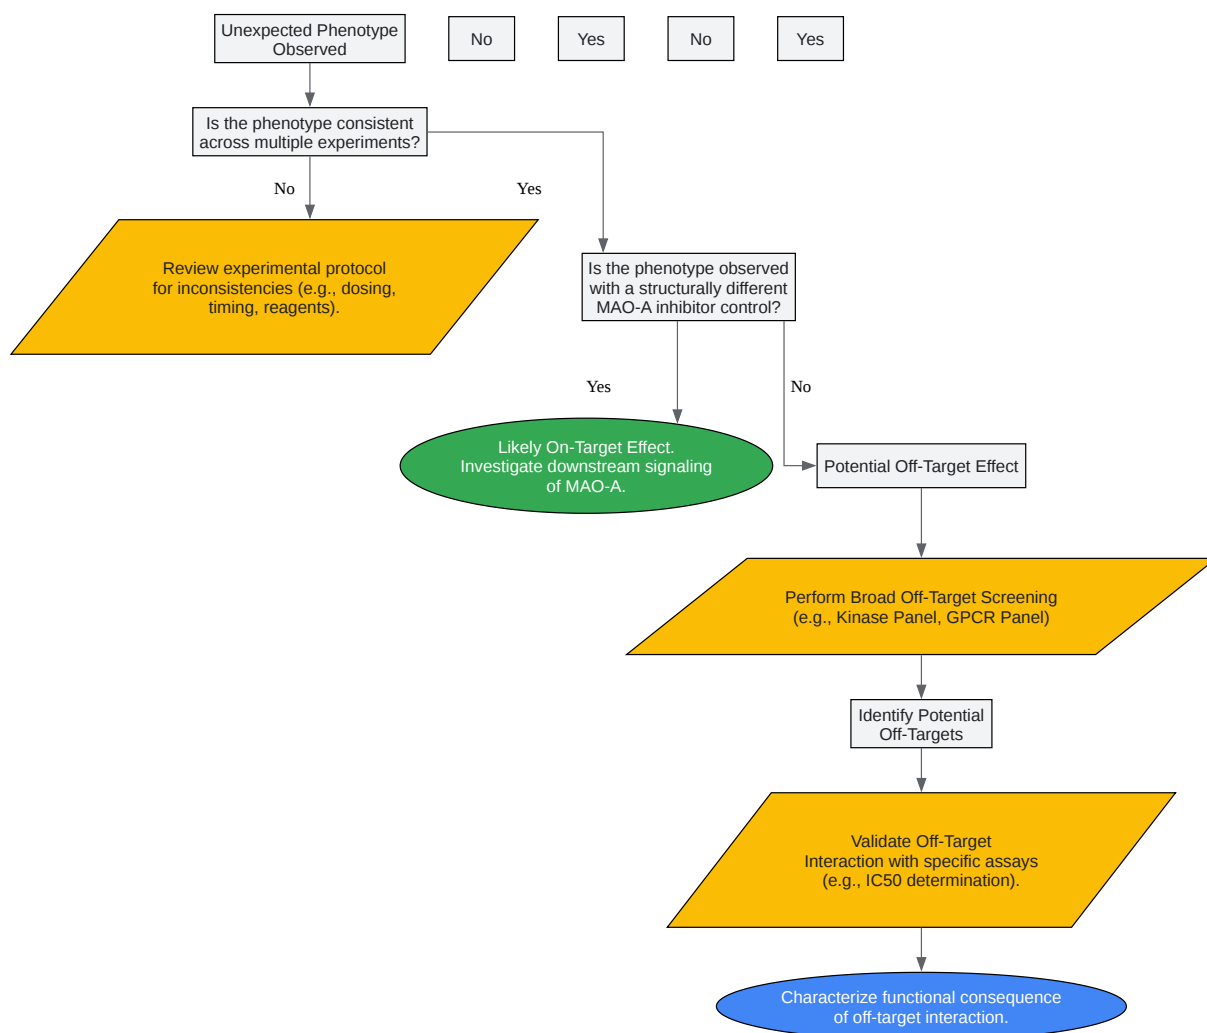 Unexpected Phenotype
Observed
No
Yes
No
Yes
Is the phenotype consistent
across multiple experiments?
No
Yes
Review experimental protocol
for inconsistencies (e.g., dosing,
timing, reagents).
Is the phenotype observed
with a structurally different
MAO-A inhibitor control?
Yes
No
Likely On-Target Effect.
Investigate downstream signaling
of MAO-A.
Potential Off-Target Effect
Perform Broad Off-Target Screening
(e.g., Kinase Panel, GPCR Panel)
Identify Potential
Off-Targets
Validate Off-Target
Interaction with specific assays
(e.g., IC50 determination).
Characterize functional consequence
of off-target interaction.